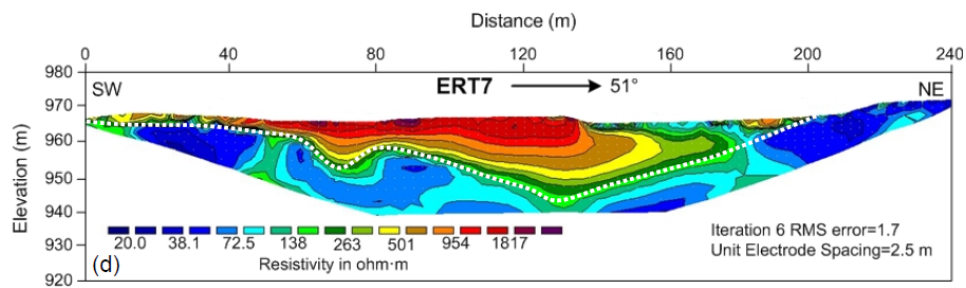 Distance (m)
0 40 80 120 160 200 240
980 ERT7 51°
SW NE
970
960
950
940
930
920
Elevation (m)
20.0 38.1 72.5 138 263 501 954 1817
Resistivity in ohm·m
Iteration 6 RMS error=1.7
Unit Electrode Spacing=2.5 m
(d)